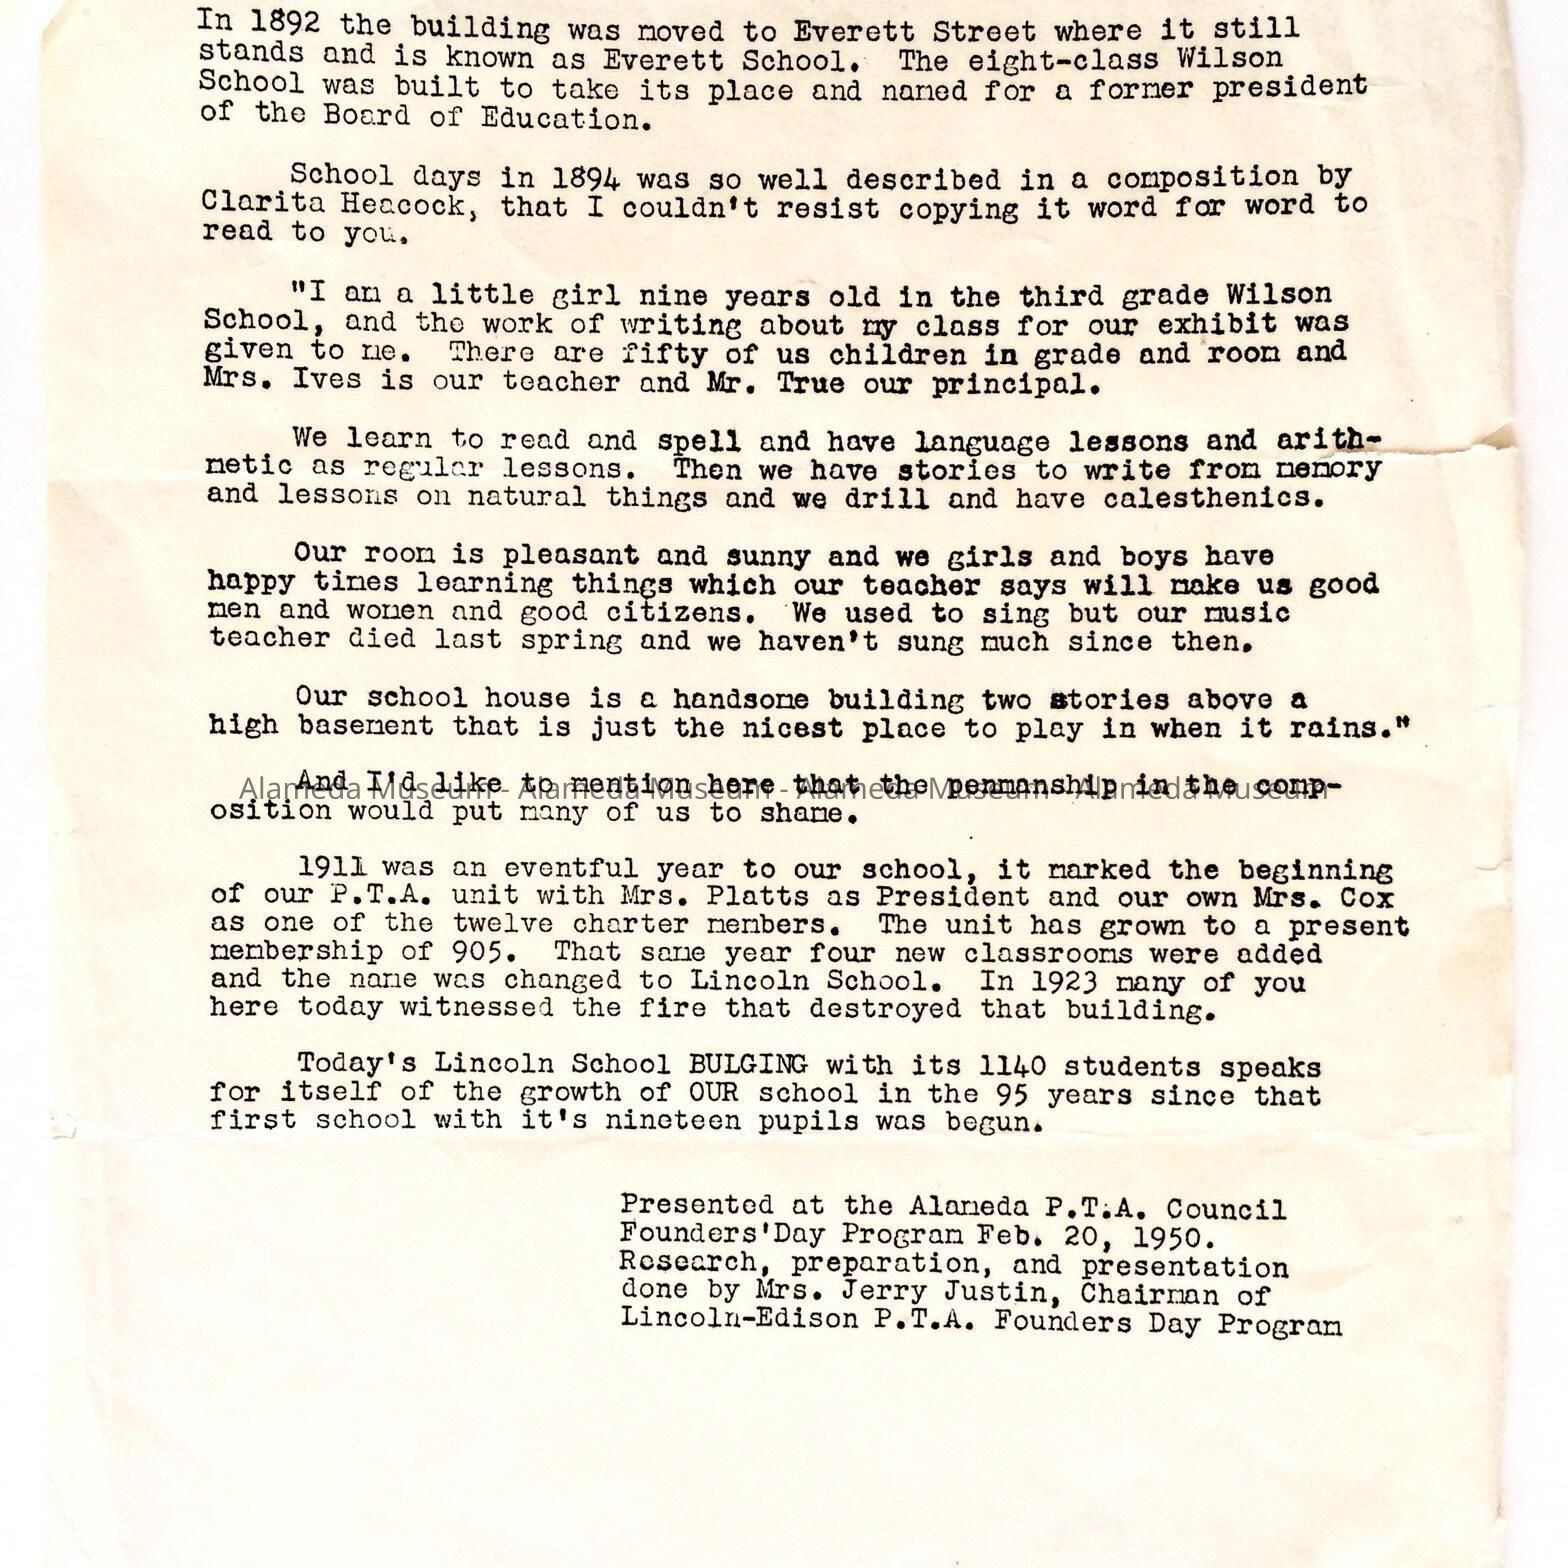 In 1892 the building was moved to Everett Street where it still
stands and is known as Everett School.  The eight-class Wilson
School was built to take its place and named for a former president
of the Board of Education.
School days in 1894 was so well described in a composition by
Clarita Heacock, that I couldn't resist copying it word for word to
read to you.
"I am a little girl nine years old in the third grade Wilson
School, and the work of writing about my class for our exhibit was
given to me.  There are fifty of us children in grade and room and
Mrs. Ives is our teacher and Mr. True our principal.
We learn to read and spell and have language lessons and arith-
metic as regular lessons.  Then we have stories to write from memory
and lessons on natural things and we drill and have calesthenics.
Our room is pleasant and sunny and we girls and boys have
happy times learning things which our teacher says will make us good
men and women and good citizens.  We used to sing but our music
teacher died last spring and we haven't sung much since then.
Our school house is a handsome building two stories above a
high basement that is just the nicest place to play in when it rains."
And I'd like to mention here that the penmanship in the comp-
Alameda Museum - Alameda Museum - Alameda Museum - Alameda Museum
osition would put many of us to shame.
1911 was an eventful year to our school, it marked the beginning
of our P.T.A. unit with Mrs. Platts as President and our own Mrs. Cox
as one of the twelve charter members.  The unit has grown to a present
membership of 905.  That same year four new classrooms were added
and the name was changed to Lincoln School.  In 1923 many of you
here today witnessed the fire that destroyed that building.
Today's Lincoln School BULGING with its 1140 students speaks
for itself of the growth of OUR school in the 95 years since that
first school with it's nineteen pupils was begun.
Presented at the Alameda P.T.A. Council
Founders'Day Program Feb. 20, 1950.
Research, preparation, and presentation
done by Mrs. Jerry Justin, Chairman of
Lincoln-Edison P.T.A. Founders Day Program